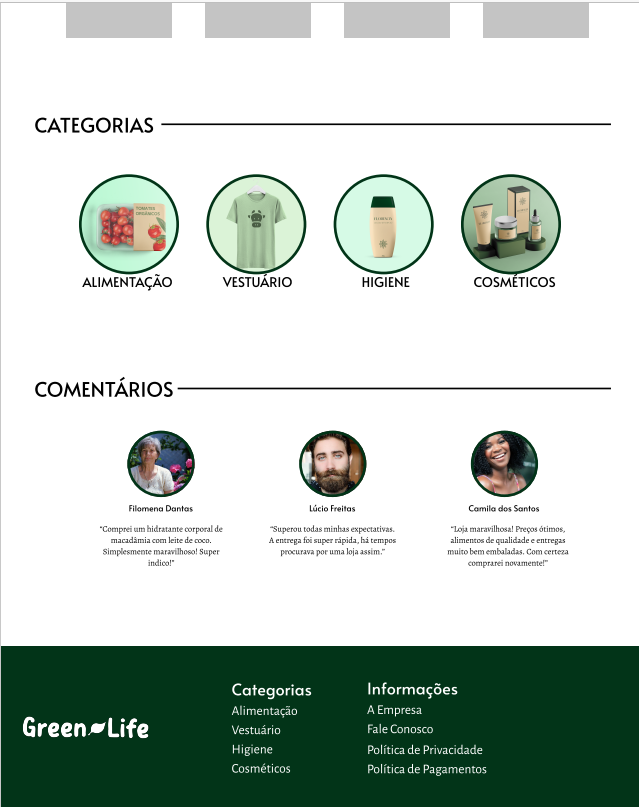 CATEGORIAS
TOMATES
ORGÂNICOS
ALIMENTAÇÃO
VESTUÁRIO
HIGIENE
COSMÉTICOS
COMENTÁRIOS
Filomena Dantas
Lúcio Freitas
Camila dos Santos
“Comprei um hidratante corporal de
macadâmia com leite de coco.
Simplesmente maravilhoso! Super
indico!”
“Superou todas minhas expectativas.
A entrega foi super rápida, há tempos
procurava por uma loja assim.”
“Loja maravilhosa! Preços ótimos,
alimentos de qualidade e entregas
muito bem embaladas. Com certeza
comprarei novamente!”
Green Life
Categorias
Alimentação
Vestuário
Higiene
Cosméticos
Informações
A Empresa
Fale Conosco
Política de Privacidade
Política de Pagamentos